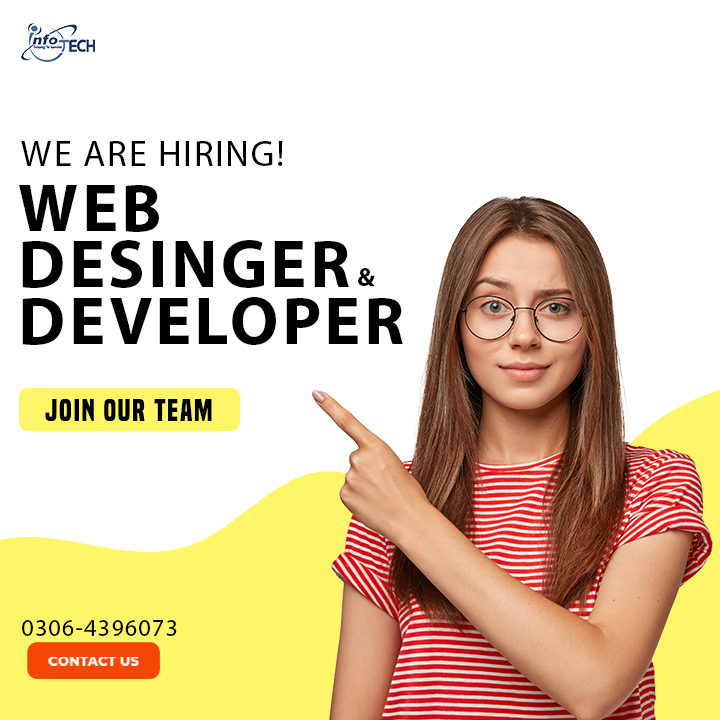 info
TECH
WE ARE HIRING!
WEB
DESINGER &
DEVELOPER
JOIN OUR TEAM
0306-4396073
CONTACT US